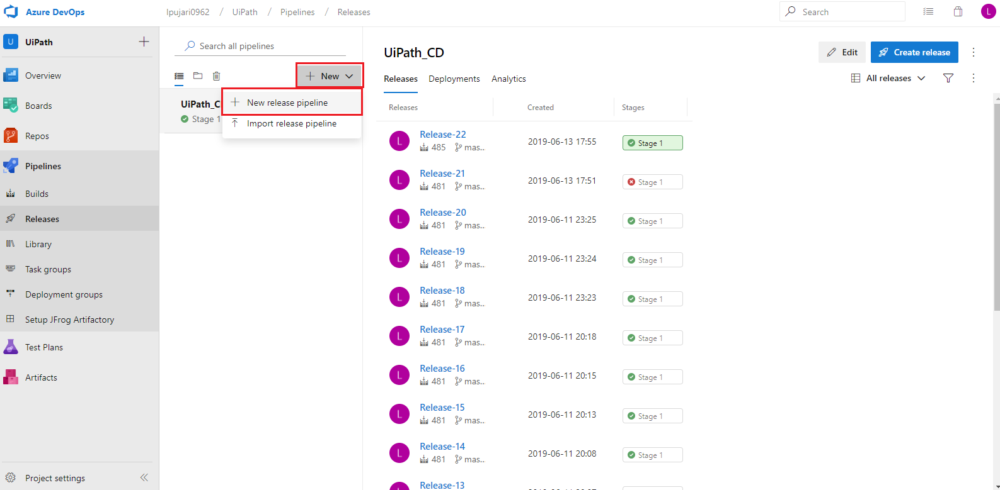 Azure DevOps
lpujari0962 / UiPath / Pipelines / Releases
Search
L
U UiPath
Overview
Boards
Repos
Pipelines
Builds
Releases
Library
Task groups
Deployment groups
Setup JFrog Artifactory
Test Plans
Artifacts
Project settings
Search all pipelines
New
New release pipeline
Import release pipeline
UiPath_C
Stage 1
UiPath_CD
Edit
Create release
Releases Deployments Analytics
All releases
Releases Created Stages
L Release-22 2019-06-13 17:55 Stage 1
485 mas...
L Release-21 2019-06-13 17:51 Stage 1
481 mas...
L Release-20 2019-06-11 23:25 Stage 1
481 mas...
L Release-19 2019-06-11 23:24 Stage 1
481 mas...
L Release-18 2019-06-11 23:23 Stage 1
481 mas...
L Release-17 2019-06-11 20:18 Stage 1
481 mas...
L Release-16 2019-06-11 20:15 Stage 1
481 mas...
L Release-15 2019-06-11 20:13 Stage 1
481 mas...
L Release-14 2019-06-11 20:08 Stage 1
481 mas...
Release-13